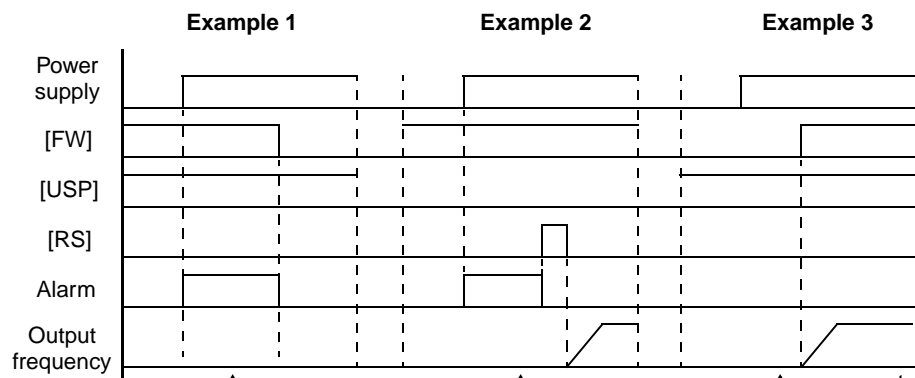 Example 1
Example 2
Example 3
Power
supply
[FW]
[USP]
[RS]
Alarm
Output
frequency